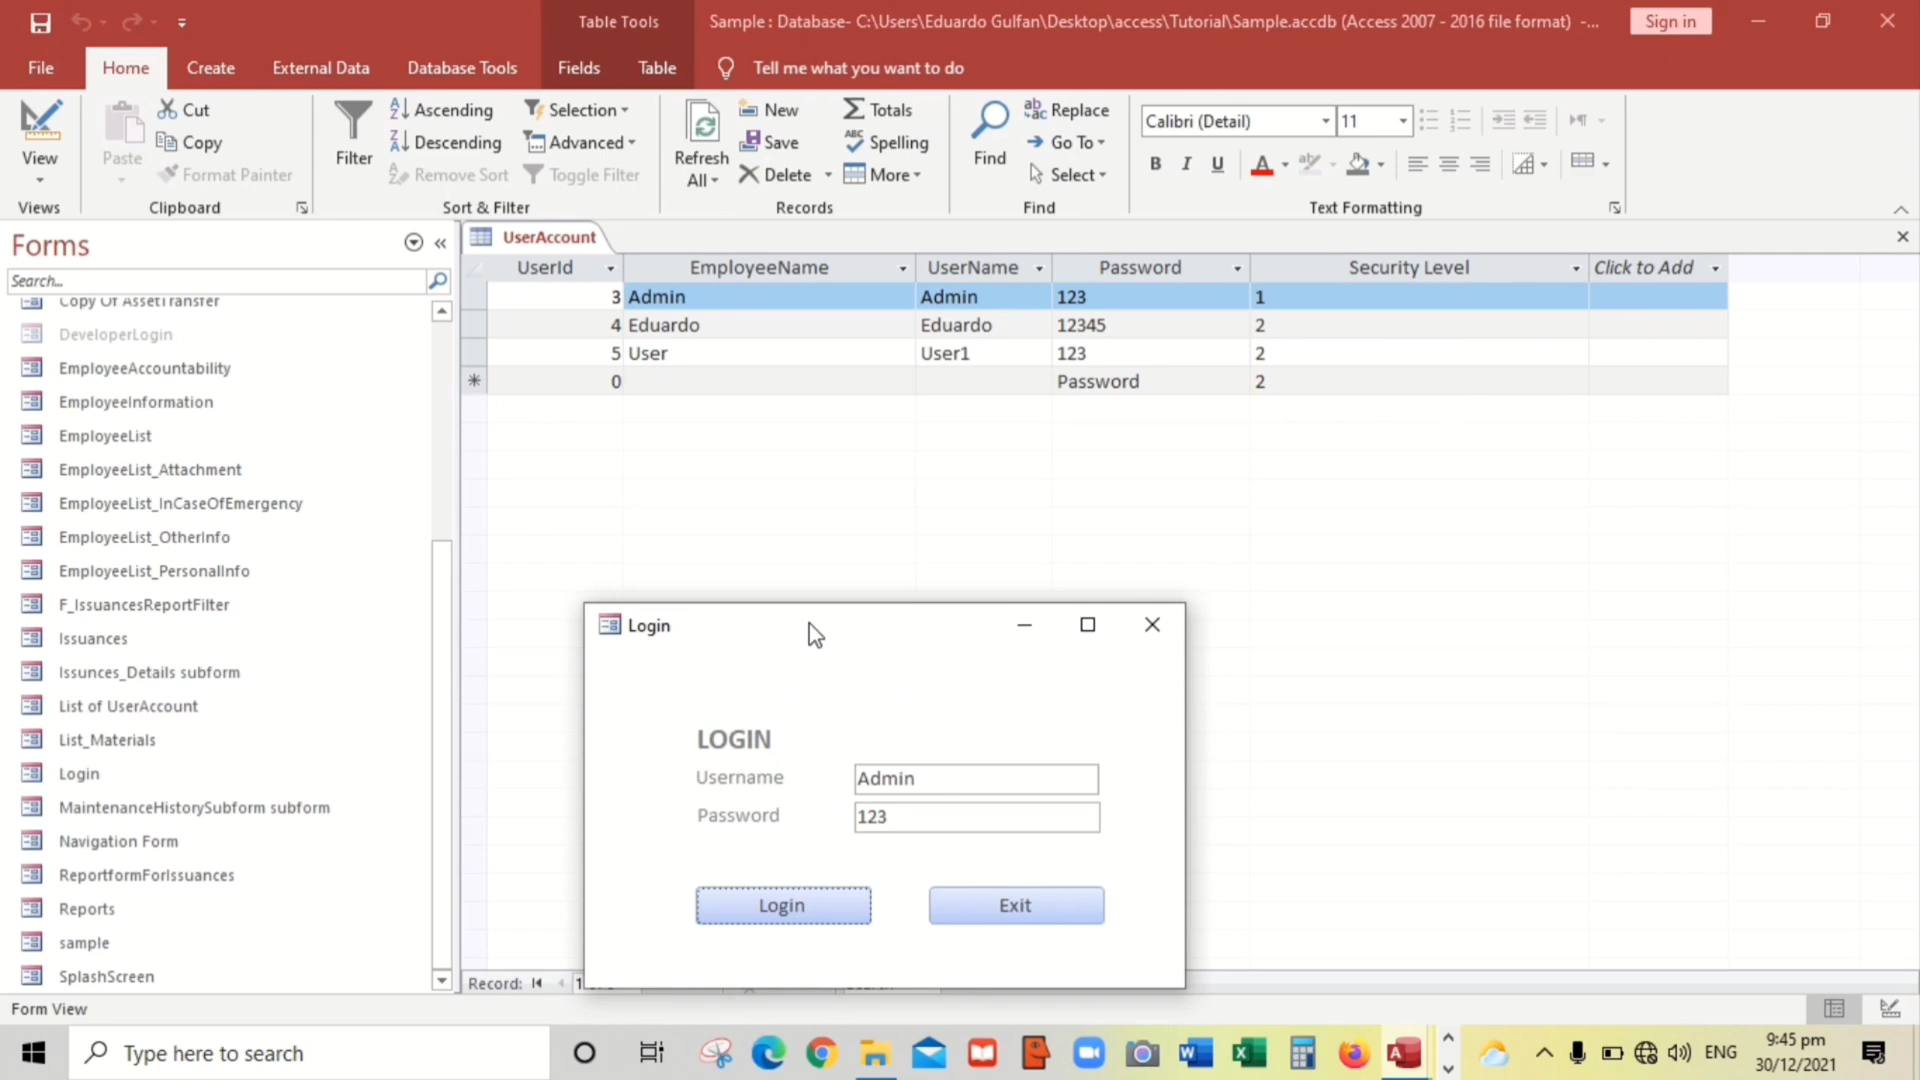 Table Tools
Sample : Database- C:\Users\Eduardo Gulfan\Desktop\access\Tutorial\Sample.accdb (Access 2007 - 2016 file format) -...
Sign in
File
Home
Create
External Data
Database Tools
Fields
Table
Tell me what you want to do
View
Views
Paste
Cut
Copy
Format Painter
Clipboard
Filter
Ascending
Descending
Remove Sort
Selection
Advanced
Toggle Filter
Sort & Filter
Refresh
All
New
Save
Delete
Totals
Spelling
More
Records
Find
Replace
Go To
Select
Find
Calibri (Detail)
11
B I U
Text Formatting
Forms
Search...
Copy Of AssetTransfer
DeveloperLogin
EmployeeAccountability
EmployeeInformation
EmployeeList
EmployeeList_Attachment
EmployeeList_InCaseOfEmergency
EmployeeList_OtherInfo
EmployeeList_PersonalInfo
F_IssuancesReportFilter
Issuances
Issunces_Details subform
List of UserAccount
List_Materials
Login
MaintenanceHistorySubform subform
Navigation Form
ReportformForIssuances
Reports
sample
SplashScreen
UserAccount
UserId EmployeeName UserName Password Security Level Click to Add
3 Admin Admin 123 1
4 Eduardo Eduardo 12345 2
5 User User1 123 2
0 Password 2
Login
LOGIN
Username Admin
Password 123
Login Exit
Record:
Form View
Type here to search
ENG
9:45 pm
30/12/2021